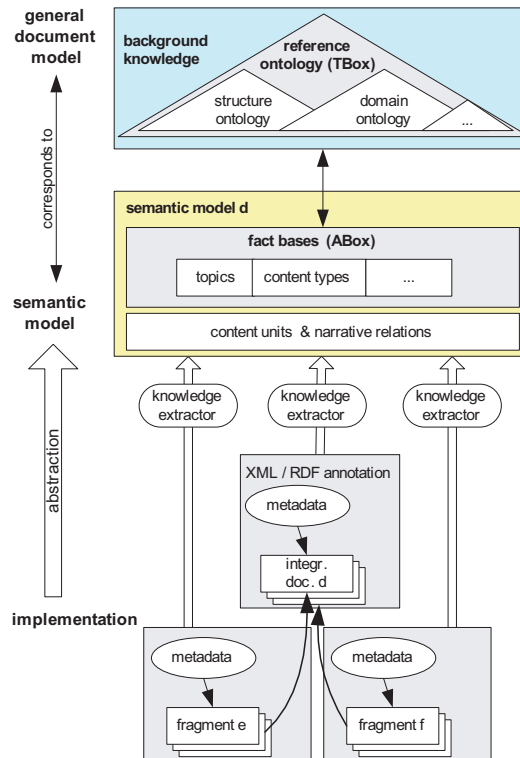 general
document
model
background
knowledge
reference
ontology (TBox)
structure
ontology
domain
ontology
...
corresponds to
semantic model d
fact bases (ABox)
topics
content types
...
content units & narrative relations
semantic
model
knowledge
extractor
knowledge
extractor
knowledge
extractor
abstraction
XML / RDF annotation
metadata
integr.
doc. d
implementation
metadata
fragment e
metadata
fragment f